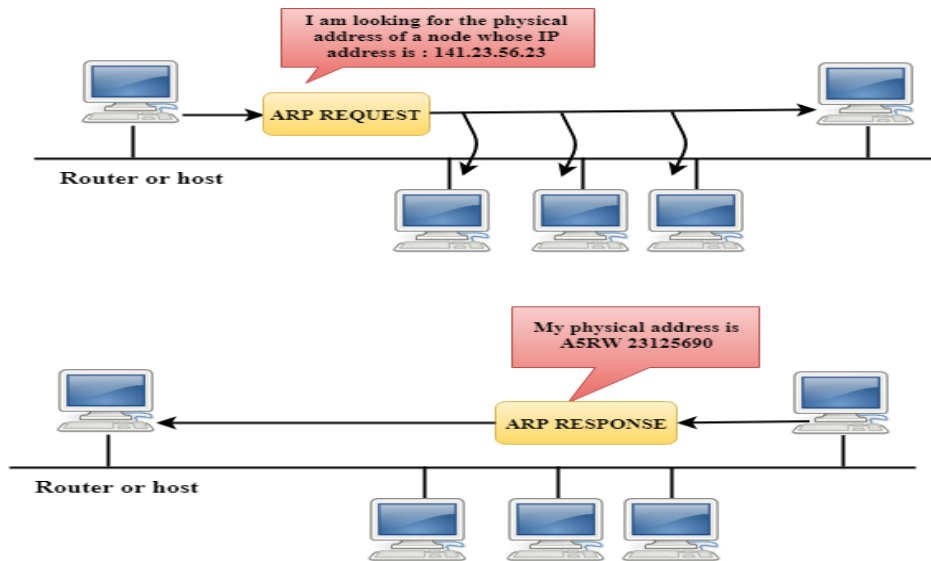 I am looking for the physical
address of a node whose IP
address is : 141.23.56.23
ARP REQUEST
Router or host
My physical address is
A5RW 23125690
ARP RESPONSE
Router or host